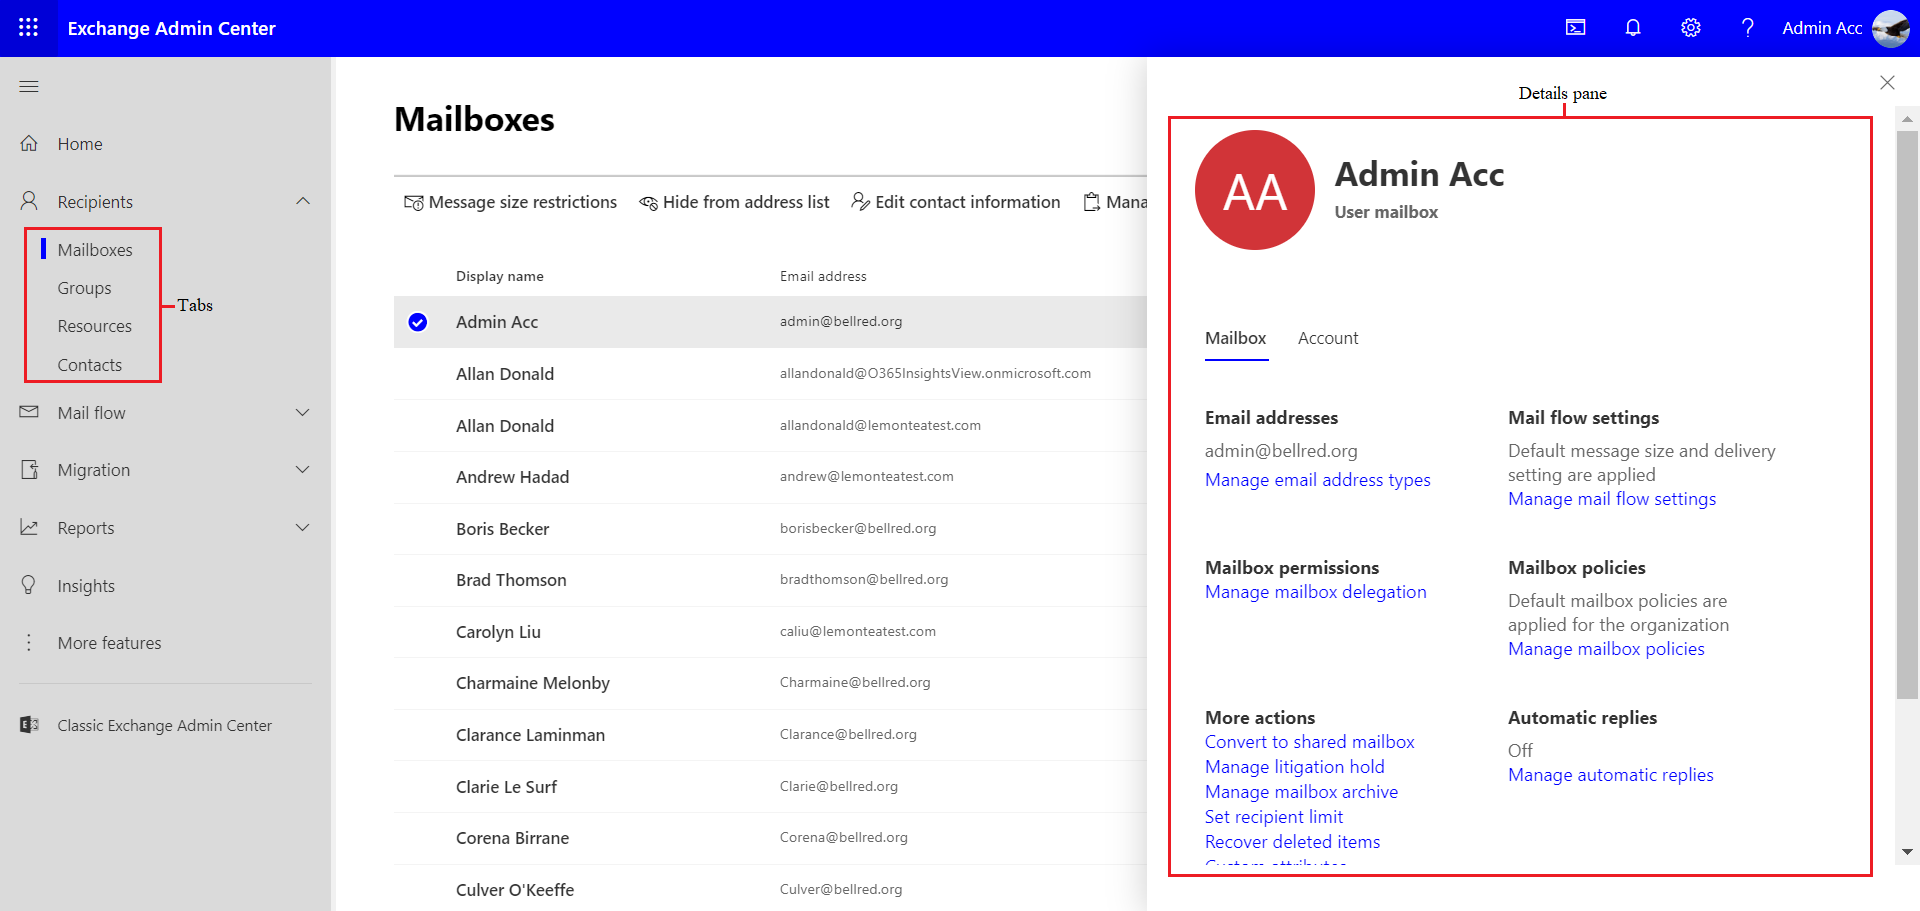 Exchange Admin Center
Admin Acc
Home
Recipients
Mailboxes
Groups
Resources
Contacts
Tabs
Mail flow
Migration
Reports
Insights
More features
Classic Exchange Admin Center
Mailboxes
Message size restrictions
Hide from address list
Edit contact information
Mana
Display name
Email address
Admin Acc
admin@bellred.org
Allan Donald
allandonald@O365InsightsView.onmicrosoft.com
Allan Donald
allandonald@lemonteatest.com
Andrew Hadad
andrew@lemonteatest.com
Boris Becker
borisbecker@bellred.org
Brad Thomson
bradthomson@bellred.org
Carolyn Liu
caliu@lemonteatest.com
Charmaine Melonby
Charmaine@bellred.org
Clarance Laminman
Clarance@bellred.org
Clarie Le Surf
Clarie@bellred.org
Corena Birrane
Corena@bellred.org
Culver O'Keeffe
Culver@bellred.org
Details pane
AA
Admin Acc
User mailbox
Mailbox
Account
Email addresses
admin@bellred.org
Manage email address types
Mail flow settings
Default message size and delivery
setting are applied
Manage mail flow settings
Mailbox permissions
Manage mailbox delegation
Mailbox policies
Default mailbox policies are
applied for the organization
Manage mailbox policies
More actions
Convert to shared mailbox
Manage litigation hold
Manage mailbox archive
Set recipient limit
Recover deleted items
Custom attributes
Automatic replies
Off
Manage automatic replies